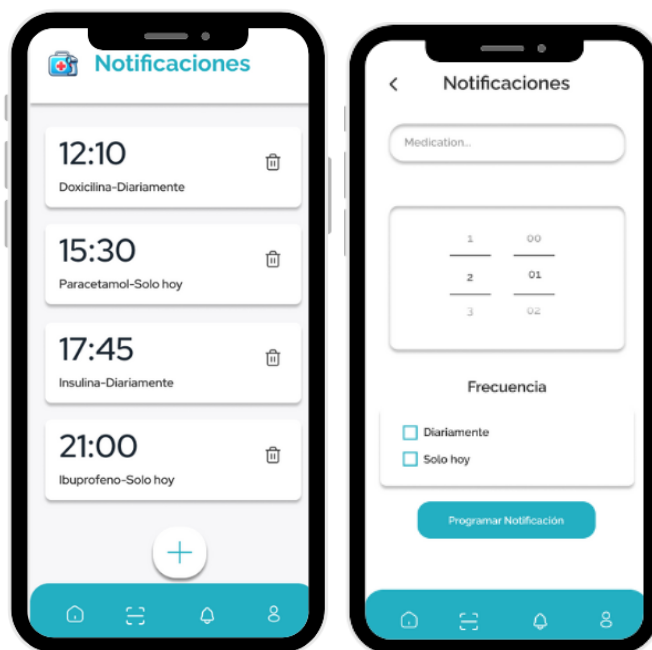 Notificaciones
12:10
Doxicilina-Diariamente
15:30
Paracetamol-Solo hoy
17:45
Insulina-Diariamente
21:00
Ibuprofeno-Solo hoy
Notificaciones
Medication...
1 00
2 01
3 02
Frecuencia
Diariamente
Solo hoy
Programar Notificación